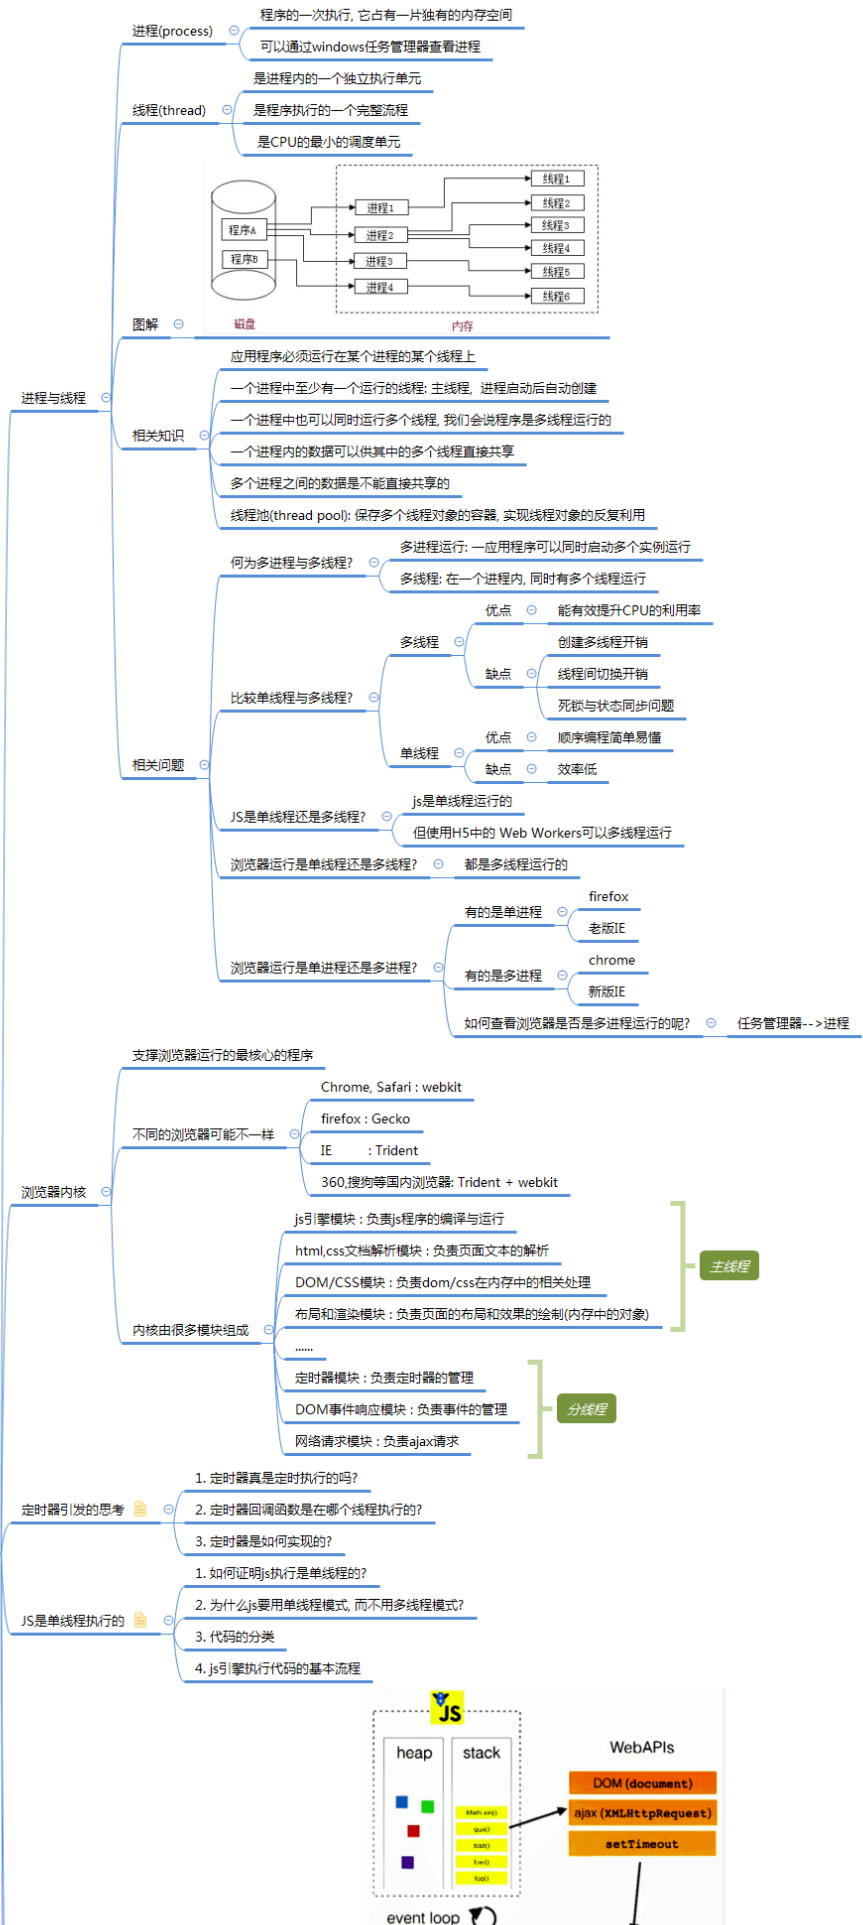 进程与线程
进程(process)
程序的一次执行, 它占有一片独有的内存空间
可以通过windows任务管理器查看进程
线程(thread)
是进程内的一个独立执行单元
是程序执行的一个完整流程
是CPU的最小的调度单元
图解
程序A
程序B
磁盘
进程1
进程2
进程3
进程4
线程1
线程2
线程3
线程4
线程5
线程6
内存
相关知识
应用程序必须运行在某个进程的某个线程上
一个进程中至少有一个运行的线程: 主线程, 进程启动后自动创建
一个进程中也可以同时运行多个线程, 我们会说程序是多线程运行的
一个进程内的数据可以供其中的多个线程直接共享
多个进程之间的数据是不能直接共享的
线程池(thread pool): 保存多个线程对象的容器, 实现线程对象的反复利用
相关问题
何为多进程与多线程?
多进程运行: 一应用程序可以同时启动多个实例运行
多线程: 在一个进程内, 同时有多个线程运行
比较单线程与多线程?
多线程
优点
能有效提升CPU的利用率
缺点
创建多线程开销
线程间切换开销
死锁与状态同步问题
单线程
优点
顺序编程简单易懂
缺点
效率低
JS是单线程还是多线程?
js是单线程运行的
但使用H5中的 Web Workers可以多线程运行
浏览器运行是单线程还是多线程?
都是多线程运行的
浏览器运行是单进程还是多进程?
有的是单进程
firefox
老版IE
有的是多进程
chrome
新版IE
如何查看浏览器是否是多进程运行的呢?
任务管理器-->进程
浏览器内核
支撑浏览器运行的最核心的程序
不同的浏览器可能不一样
Chrome, Safari : webkit
firefox : Gecko
IE : Trident
360,搜狗等国内浏览器: Trident + webkit
内核由很多模块组成
js引擎模块 : 负责js程序的编译与运行
html,css文档解析模块 : 负责页面文本的解析
DOM/CSS模块 : 负责dom/css在内存中的相关处理
布局和渲染模块 : 负责页面的布局和效果的绘制(内存中的对象)
主线程
......
定时器模块 : 负责定时器的管理
DOM事件响应模块 : 负责事件的管理
网络请求模块 : 负责ajax请求
分线程
定时器引发的思考
1. 定时器真是定时执行的吗?
2. 定时器回调函数是在哪个线程执行的?
3. 定时器是如何实现的?
JS是单线程执行的
1. 如何证明js执行是单线程的?
2. 为什么js要用单线程模式, 而不用多线程模式?
3. 代码的分类
4. js引擎执行代码的基本流程
JS
heap
stack
qux()
baz()
bar()
foo()
WebAPIs
DOM (document)
ajax (XMLHttpRequest)
setTimeout
event loop